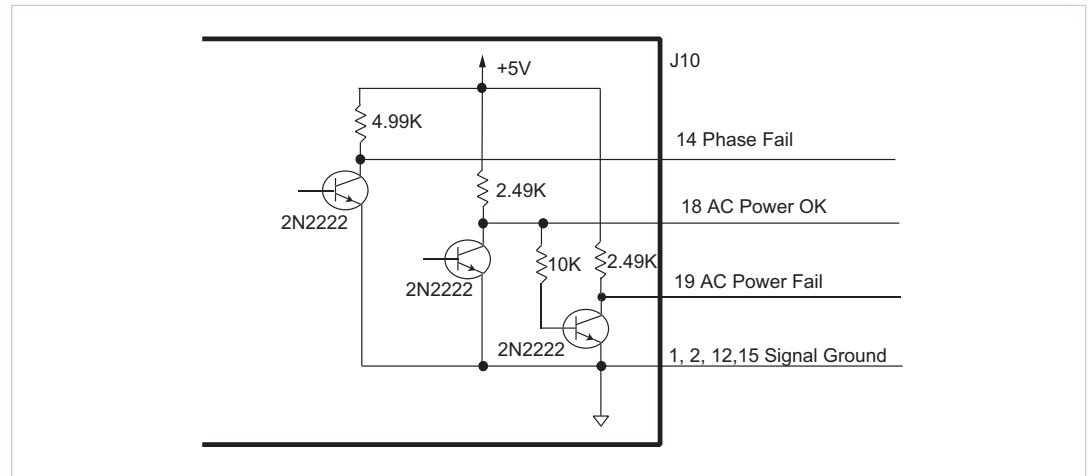 J10
+5V
4.99K
14 Phase Fail
2.49K
18 AC Power OK
2N2222
10K
2.49K
2N2222
19 AC Power Fail
2N2222
1, 2, 12,15 Signal Ground